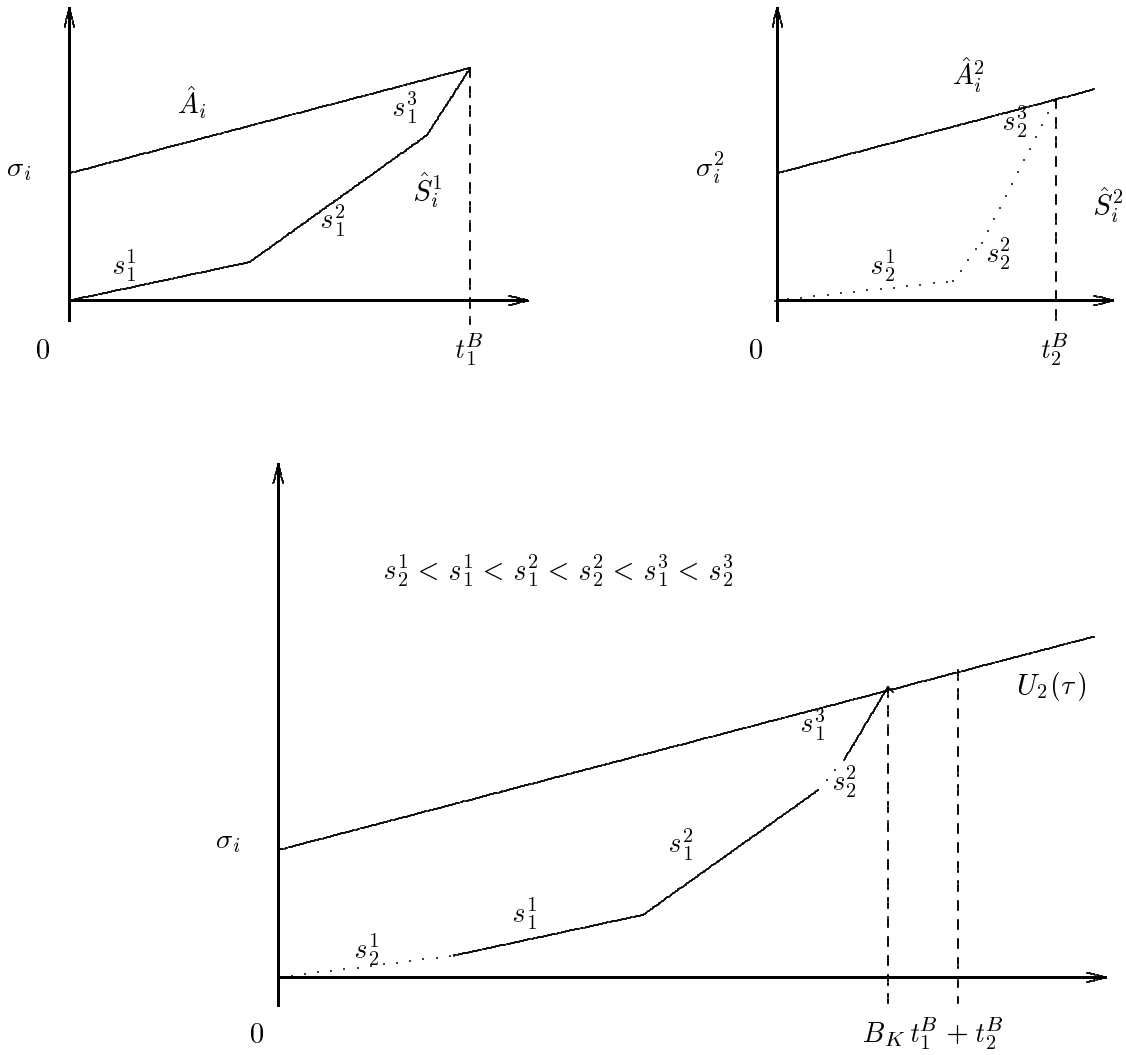 Â_i
s_1^3
σ_i
Ŝ_i^1
s_1^2
s_1^1
0
t_1^B
Â_i^2
s_2^3
σ_i^2
Ŝ_i^2
s_2^2
s_2^1
0
t_2^B
s_2^1 < s_1^1 < s_1^2 < s_2^2 < s_1^3 < s_2^3
U_2(τ)
s_1^3
s_2^2
σ_i
s_1^2
s_1^1
s_2^1
0
B_K t_1^B + t_2^B